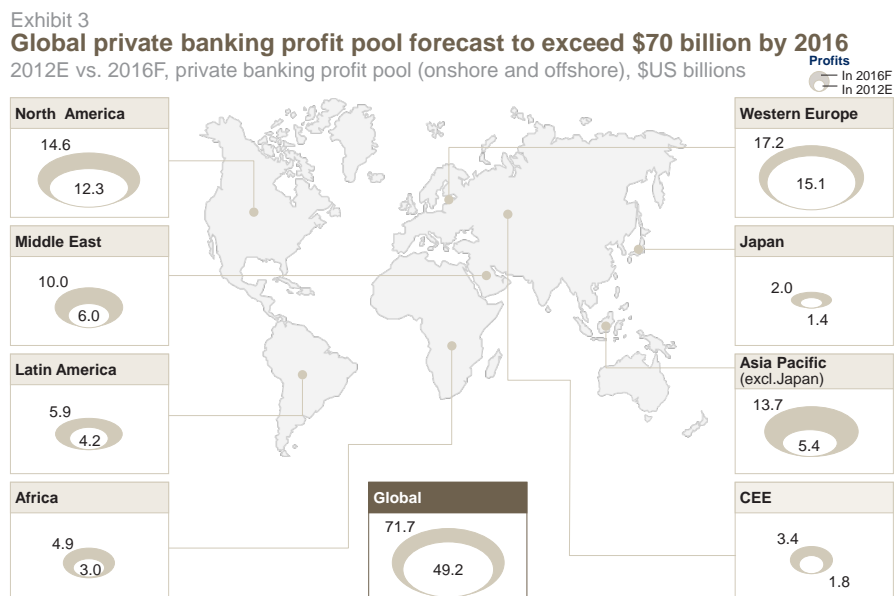 Exhibit 3
Global private banking profit pool forecast to exceed $70 billion by 2016
2012E vs. 2016F, private banking profit pool (onshore and offshore), $US billions
Profits
In 2016F
In 2012E
North America
14.6
12.3
Western Europe
17.2
15.1
Middle East
10.0
6.0
Japan
2.0
1.4
Latin America
5.9
4.2
Asia Pacific
(excl.Japan)
13.7
5.4
Africa
4.9
3.0
Global
71.7
49.2
CEE
3.4
1.8